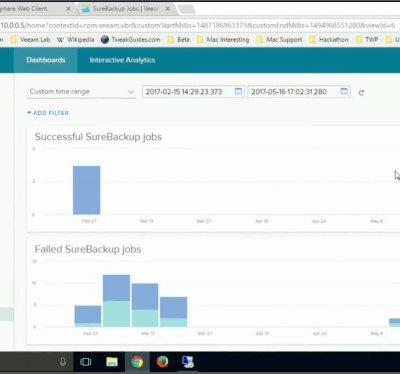 sphere Web Client
SureBackup Jobs | Veea
10.0.0.5/home?contextId=com.veeam.vbr&customStartMillis=1487186963373&customEndMillis=1494968551280&viewId=6
Veeam Lab
Wikipedia
TweakGuides.com
Beta
Mac Interesting
Mac Support
Hackathon
TWP
U
Dashboards
Interactive Analytics
Custom time range
2017-02-15 14:29:23.373
2017-05-16 17:02:31.280
+ ADD FILTER
Successful SureBackup jobs
4
2
0
Feb 27
Mar 13
Mar 27
Apr 10
Apr 24
May 8
Failed SureBackup jobs
15
10
5
0
Feb 27
Mar 13
Mar 27
Apr 10
Apr 24
May 8